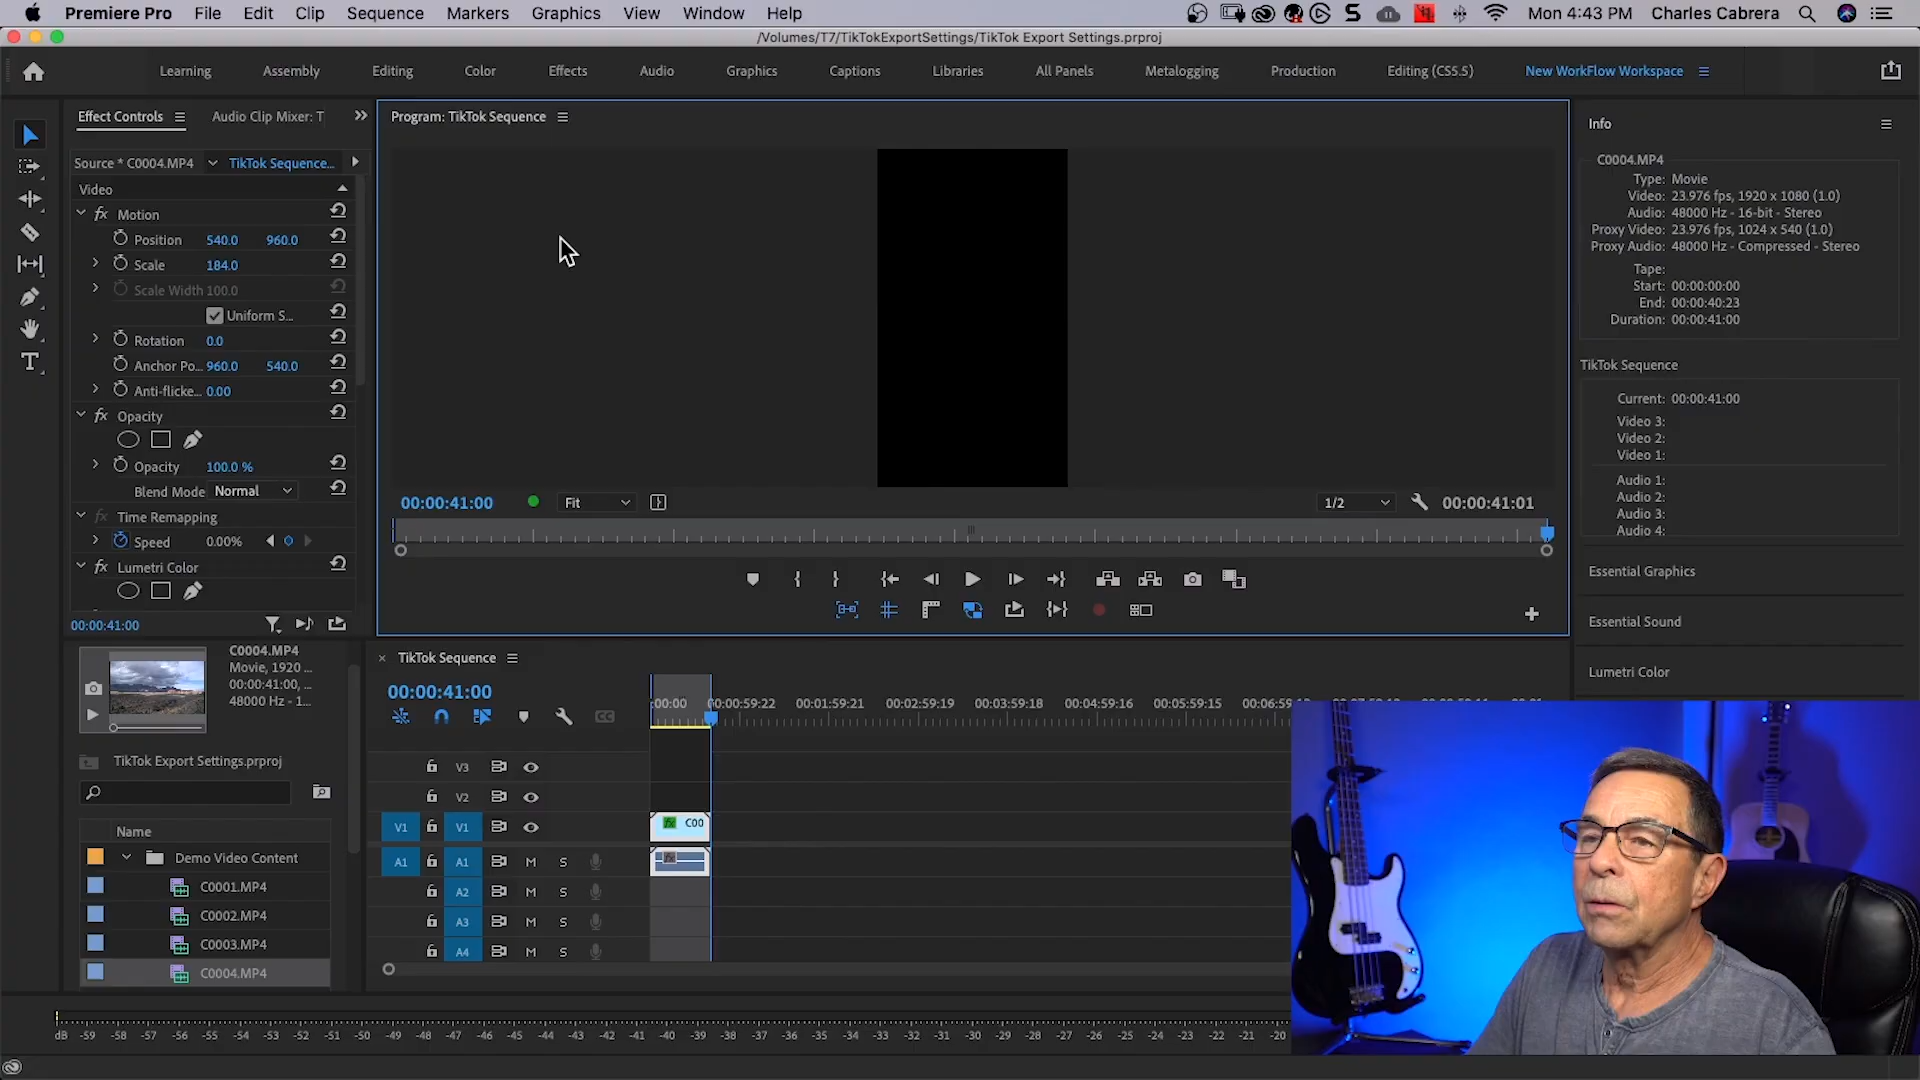 Premiere Pro File Edit Clip Sequence Markers Graphics View Window Help Mon 4:43 PM Charles Cabrera
/Volumes/T7/TikTokExportSettings/TikTok Export Settings.prproj
Learning Assembly Editing Color Effects Audio Graphics Captions Libraries All Panels Metalogging Production Editing (CS5.5) New WorkFlow Workspace
Effect Controls Audio Clip Mixer: T
Source * C0004.MP4 TikTok Sequence...
Video
fx Motion
Position 540.0 960.0
Scale 184.0
Scale Width 100.0
Uniform S...
Rotation 0.0
Anchor Po... 960.0 540.0
Anti-flicke... 0.00
fx Opacity
Opacity 100.0 %
Blend Mode Normal
fx Time Remapping
Speed 0.00%
fx Lumetri Color
00:00:41:00
Program: TikTok Sequence
00:00:41:00 Fit 1/2 00:00:41:01
Info
C0004.MP4
Type: Movie
Video: 23.976 fps, 1920 x 1080 (1.0)
Audio: 48000 Hz - 16-bit - Stereo
Proxy Video: 23.976 fps, 1024 x 540 (1.0)
Proxy Audio: 48000 Hz - Compressed - Stereo
Tape:
Start: 00:00:00:00
End: 00:00:40:23
Duration: 00:00:41:00
TikTok Sequence
Current: 00:00:41:00
Video 3:
Video 2:
Video 1:
Audio 1:
Audio 2:
Audio 3:
Audio 4:
Essential Graphics
Essential Sound
Lumetri Color
C0004.MP4
Movie, 1920 ...
00:00:41:00, ...
48000 Hz - 1...
TikTok Export Settings.prproj
Name
Demo Video Content
C0001.MP4
C0002.MP4
C0003.MP4
C0004.MP4
× TikTok Sequence
00:00:41:00
:00:00 00:00:59:22 00:01:59:21 00:02:59:19 00:03:59:18 00:04:59:16 00:05:59:15
CC
V3
V2
V1 V1 fx C00
A1 A1 M S fx
A2 M S
A3 M S
A4 M S
dB -59 -58 -57 -56 -55 -54 -53 -52 -51 -50 -49 -48 -47 -46 -45 -44 -43 -42 -41 -40 -39 -38 -37 -36 -35 -34 -33 -32 -31 -30 -29 -28 -27 -26 -25 -24 -23 -22 -21 -20